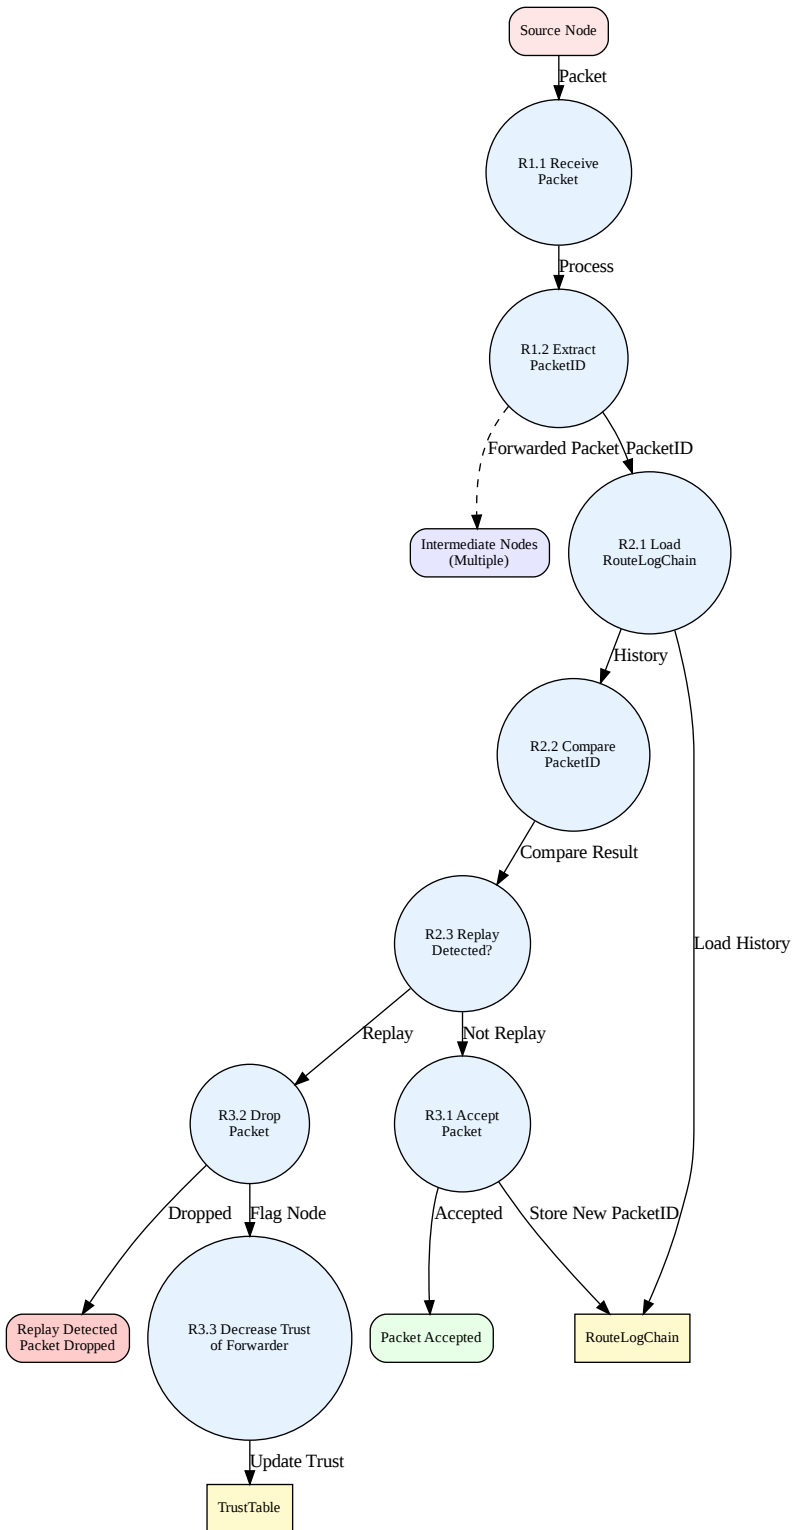 Source Node
Packet
R1.1 Receive
Packet
Process
R1.2 Extract
PacketID
Forwarded Packet
PacketID
Intermediate Nodes
(Multiple)
R2.1 Load
RouteLogChain
History
R2.2 Compare
PacketID
Compare Result
R2.3 Replay
Detected?
Load History
Replay
Not Replay
R3.2 Drop
Packet
R3.1 Accept
Packet
Dropped
Flag Node
Accepted
Store New PacketID
Replay Detected
Packet Dropped
R3.3 Decrease Trust
of Forwarder
Packet Accepted
RouteLogChain
Update Trust
TrustTable